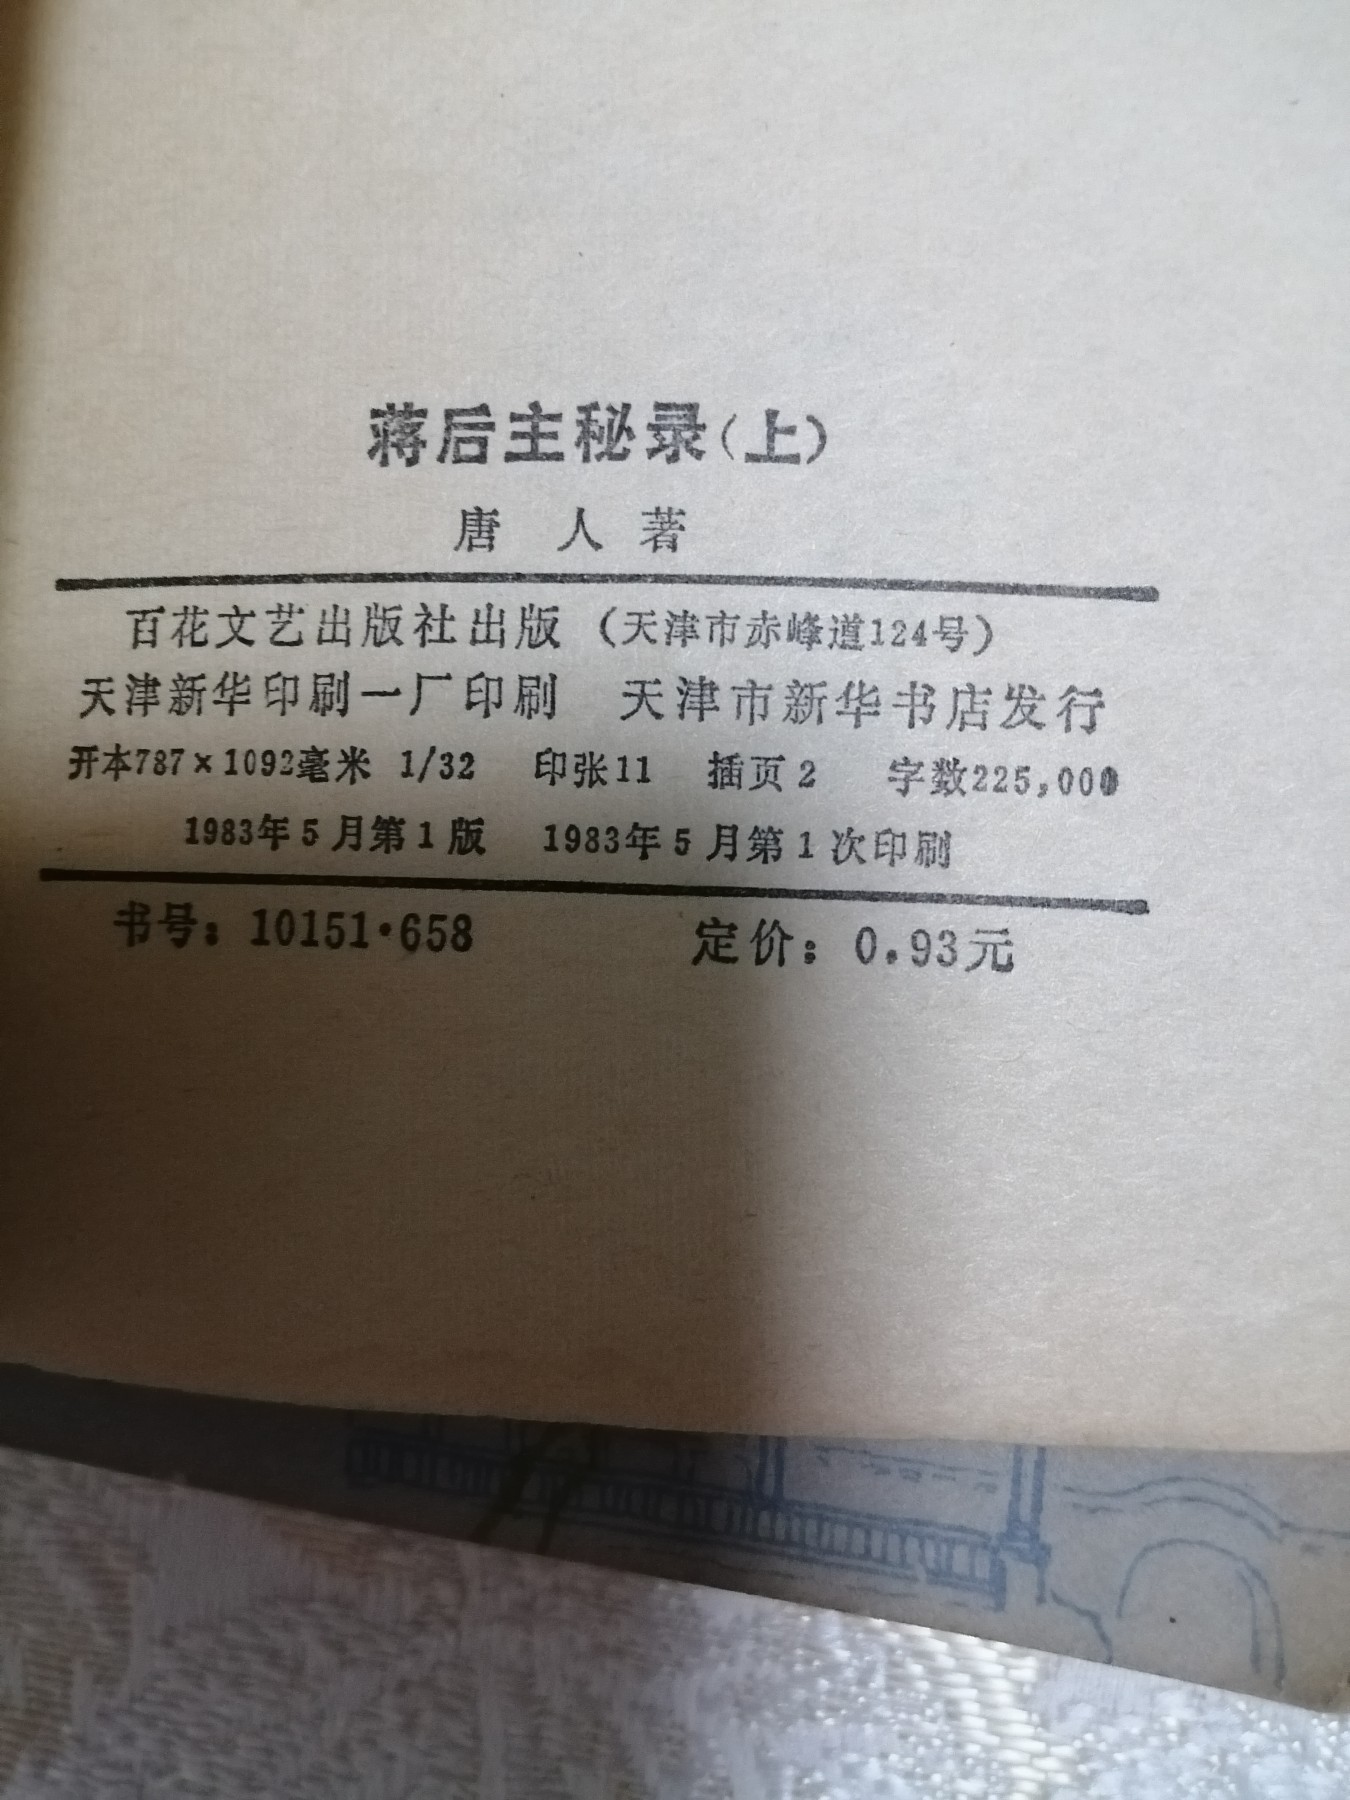 蒋后主秘录（上）
唐 人 著
百花文艺出版社出版（天津市赤峰道124号）
天津新华印刷一厂印刷 天津市新华书店发行
开本787×1092毫米 1/32 印张11 插页2 字数225,000
1983年5月第1版 1983年5月第1次印刷
书号：10151·658 定价：0.93元